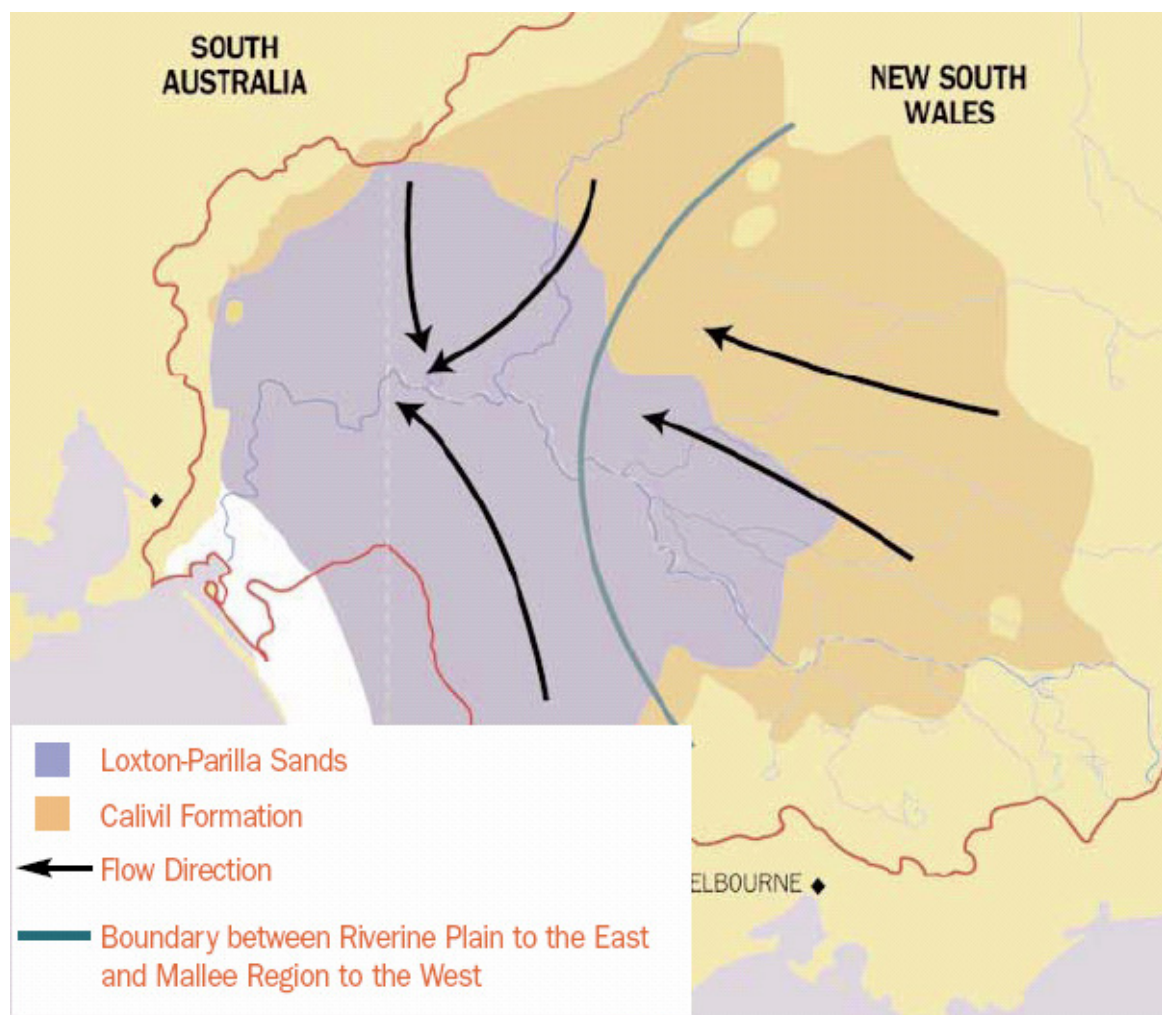 SOUTH
AUSTRALIA
NEW SOUTH
WALES
Loxton-Parilla Sands
Calivil Formation
Flow Direction
ELBOURNE
Boundary between Riverine Plain to the East
and Mallee Region to the West